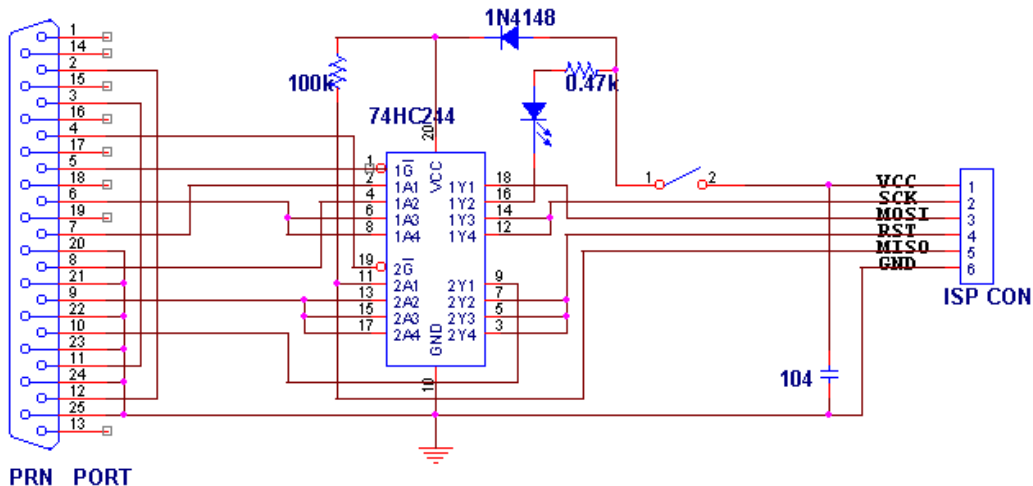 1N4148
100k
0.47k
74HC244
1
14
2
15
3
16
4
17
5
18
6
19
7
20
8
21
9
22
10
23
11
24
12
25
13
PRN PORT
20
VCC
1 1G
2 1A1
4 1A2
6 1A3
8 1A4
19 2G
11 2A1
13 2A2
15 2A3
17 2A4
1Y1 18
1Y2 16
1Y3 14
1Y4 12
2Y1 9
2Y2 7
2Y3 5
2Y4 3
GND
10
1 2
VCC 1
SCK 2
MOSI 3
RST 4
MISO 5
GND 6
ISP CON
104